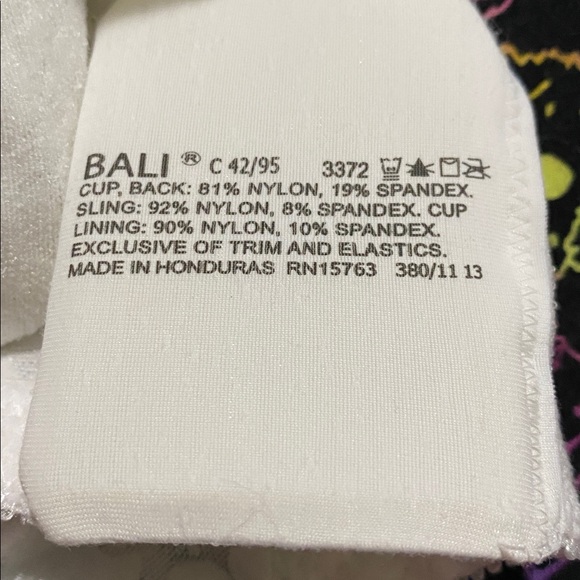 BALI ® C 42/95 3372
CUP, BACK: 81% NYLON, 19% SPANDEX.
SLING: 92% NYLON, 8% SPANDEX. CUP
LINING: 90% NYLON, 10% SPANDEX.
EXCLUSIVE OF TRIM AND ELASTICS.
MADE IN HONDURAS RN15763 380/11 13